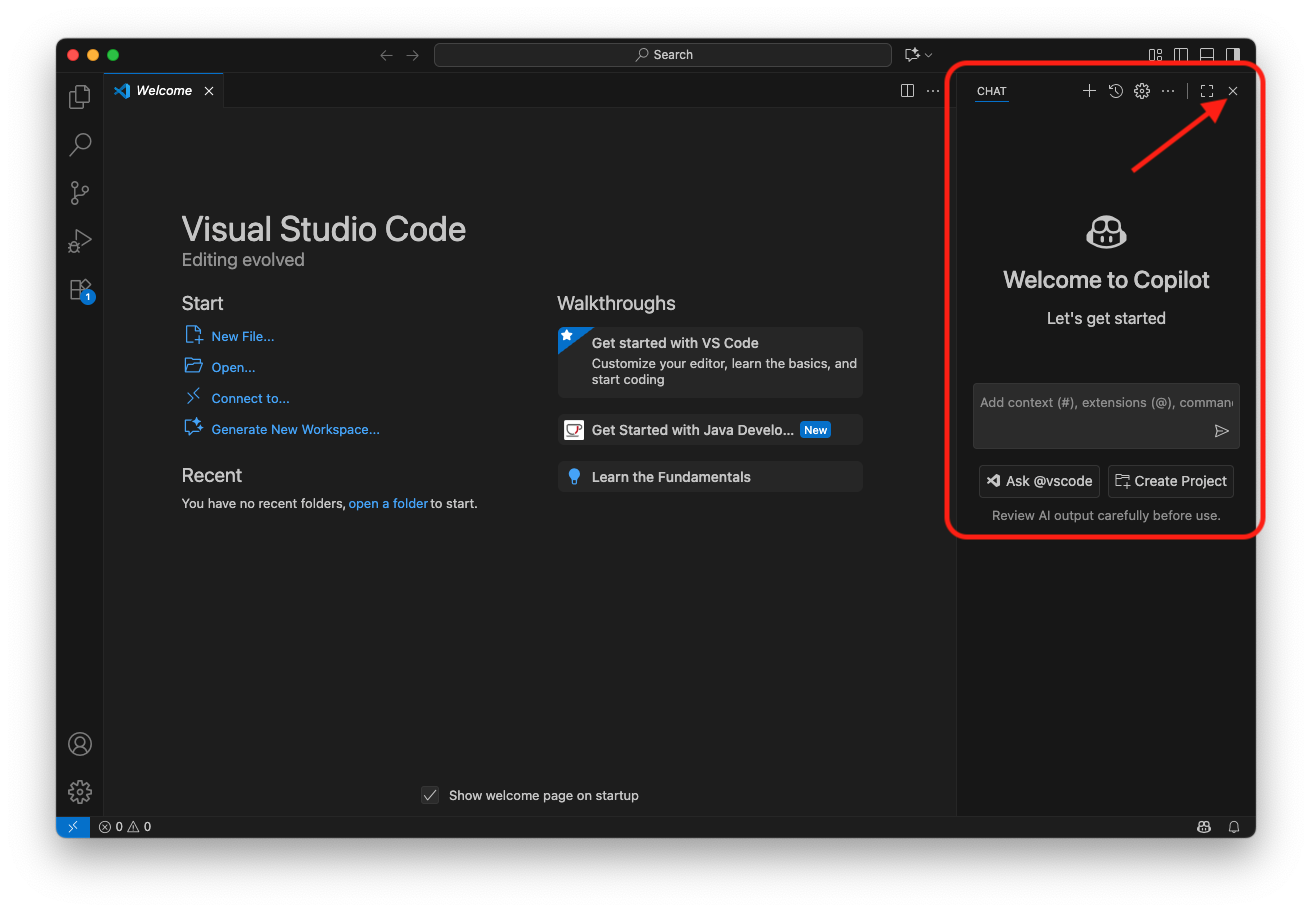 Search
Welcome
CHAT
Visual Studio Code
Editing evolved
Start
New File...
Open...
Connect to...
Generate New Workspace...
Recent
You have no recent folders, open a folder to start.
Walkthroughs
Get started with VS Code
Customize your editor, learn the basics, and
start coding
Get Started with Java Develo... New
Learn the Fundamentals
1
Show welcome page on startup
0 0
Welcome to Copilot
Let's get started
Add context (#), extensions (@), comman
Ask @vscode
Create Project
Review AI output carefully before use.